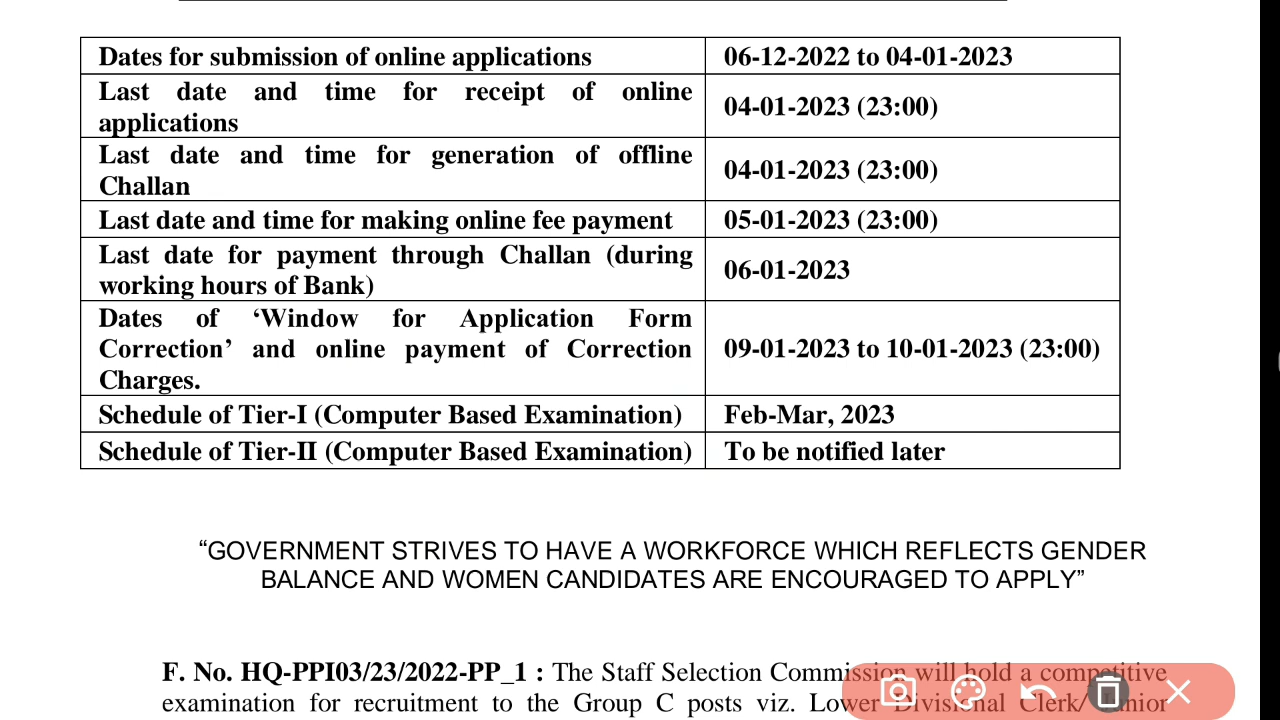 Dates for submission of online applications 06-12-2022 to 04-01-2023
Last date and time for receipt of online
applications
04-01-2023 (23:00)
Last date and time for generation of offline
Challan
04-01-2023 (23:00)
Last date and time for making online fee payment 05-01-2023 (23:00)
Last date for payment through Challan (during
working hours of Bank)
06-01-2023
Dates of ‘Window for Application Form
Correction’ and online payment of Correction
Charges.
09-01-2023 to 10-01-2023 (23:00)
Schedule of Tier-I (Computer Based Examination) Feb-Mar, 2023
Schedule of Tier-II (Computer Based Examination) To be notified later
“GOVERNMENT STRIVES TO HAVE A WORKFORCE WHICH REFLECTS GENDER
BALANCE AND WOMEN CANDIDATES ARE ENCOURAGED TO APPLY”
F. No. HQ-PPI03/23/2022-PP_1 : The Staff Selection Commission will hold a competitive
examination for recruitment to the Group C posts viz. Lower Divisional Clerk/ Junior